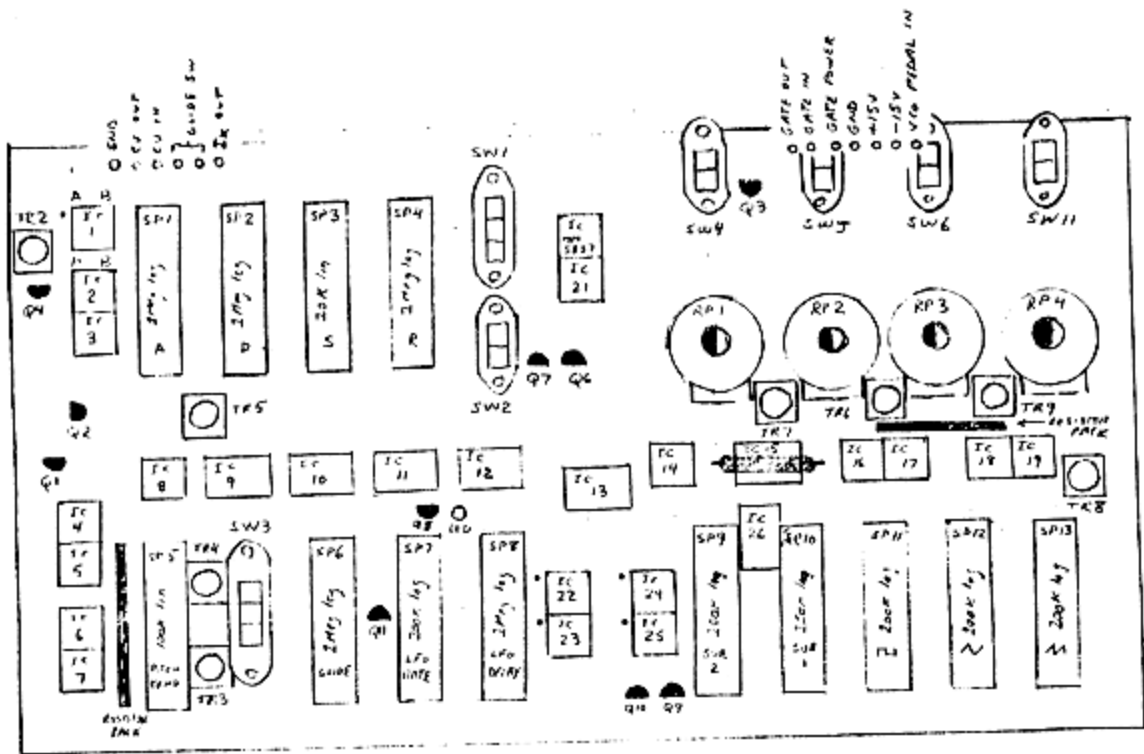 GND
CV OUT
CV IN
GLIDE SW
GATE OUT
GATE IN
GATE POWER
GND
+15V
-15V
VCO PEDAL IN
TR2
A B
IC 1
IC 2
IC 3
SP1
1Meg log
A
SP2
1Meg log
D
SP3
S
SP4
1Meg log
R
SW1
SW2
IC
IC 21
SW4
Q3
SW5
SW6
SW11
Q2
Q1
TR5
Q7
Q6
RP1
RP2
RP3
RP4
TR7
TR6
TR9
TR8
RESISTOR PACK
IC 8
IC 9
IC 10
IC 11
IC 12
IC 13
IC 14
IC 16
IC 17
IC 18
IC 19
IC 4
IC 5
IC 6
IC 7
RESISTOR PACK
SP5
100K lin
TR4
TR3
SW3
SP6
1Meg log
GLIDE
Q8
LED
SP7
200K log
LFO RATE
SP8
1Meg log
LFO DELAY
IC 22
IC 23
IC 24
IC 25
Q10
Q9
SP9
SUB 2
IC 26
SP10
SUB 1
SP11
200K log
SP12
200K log
SP13
200K log